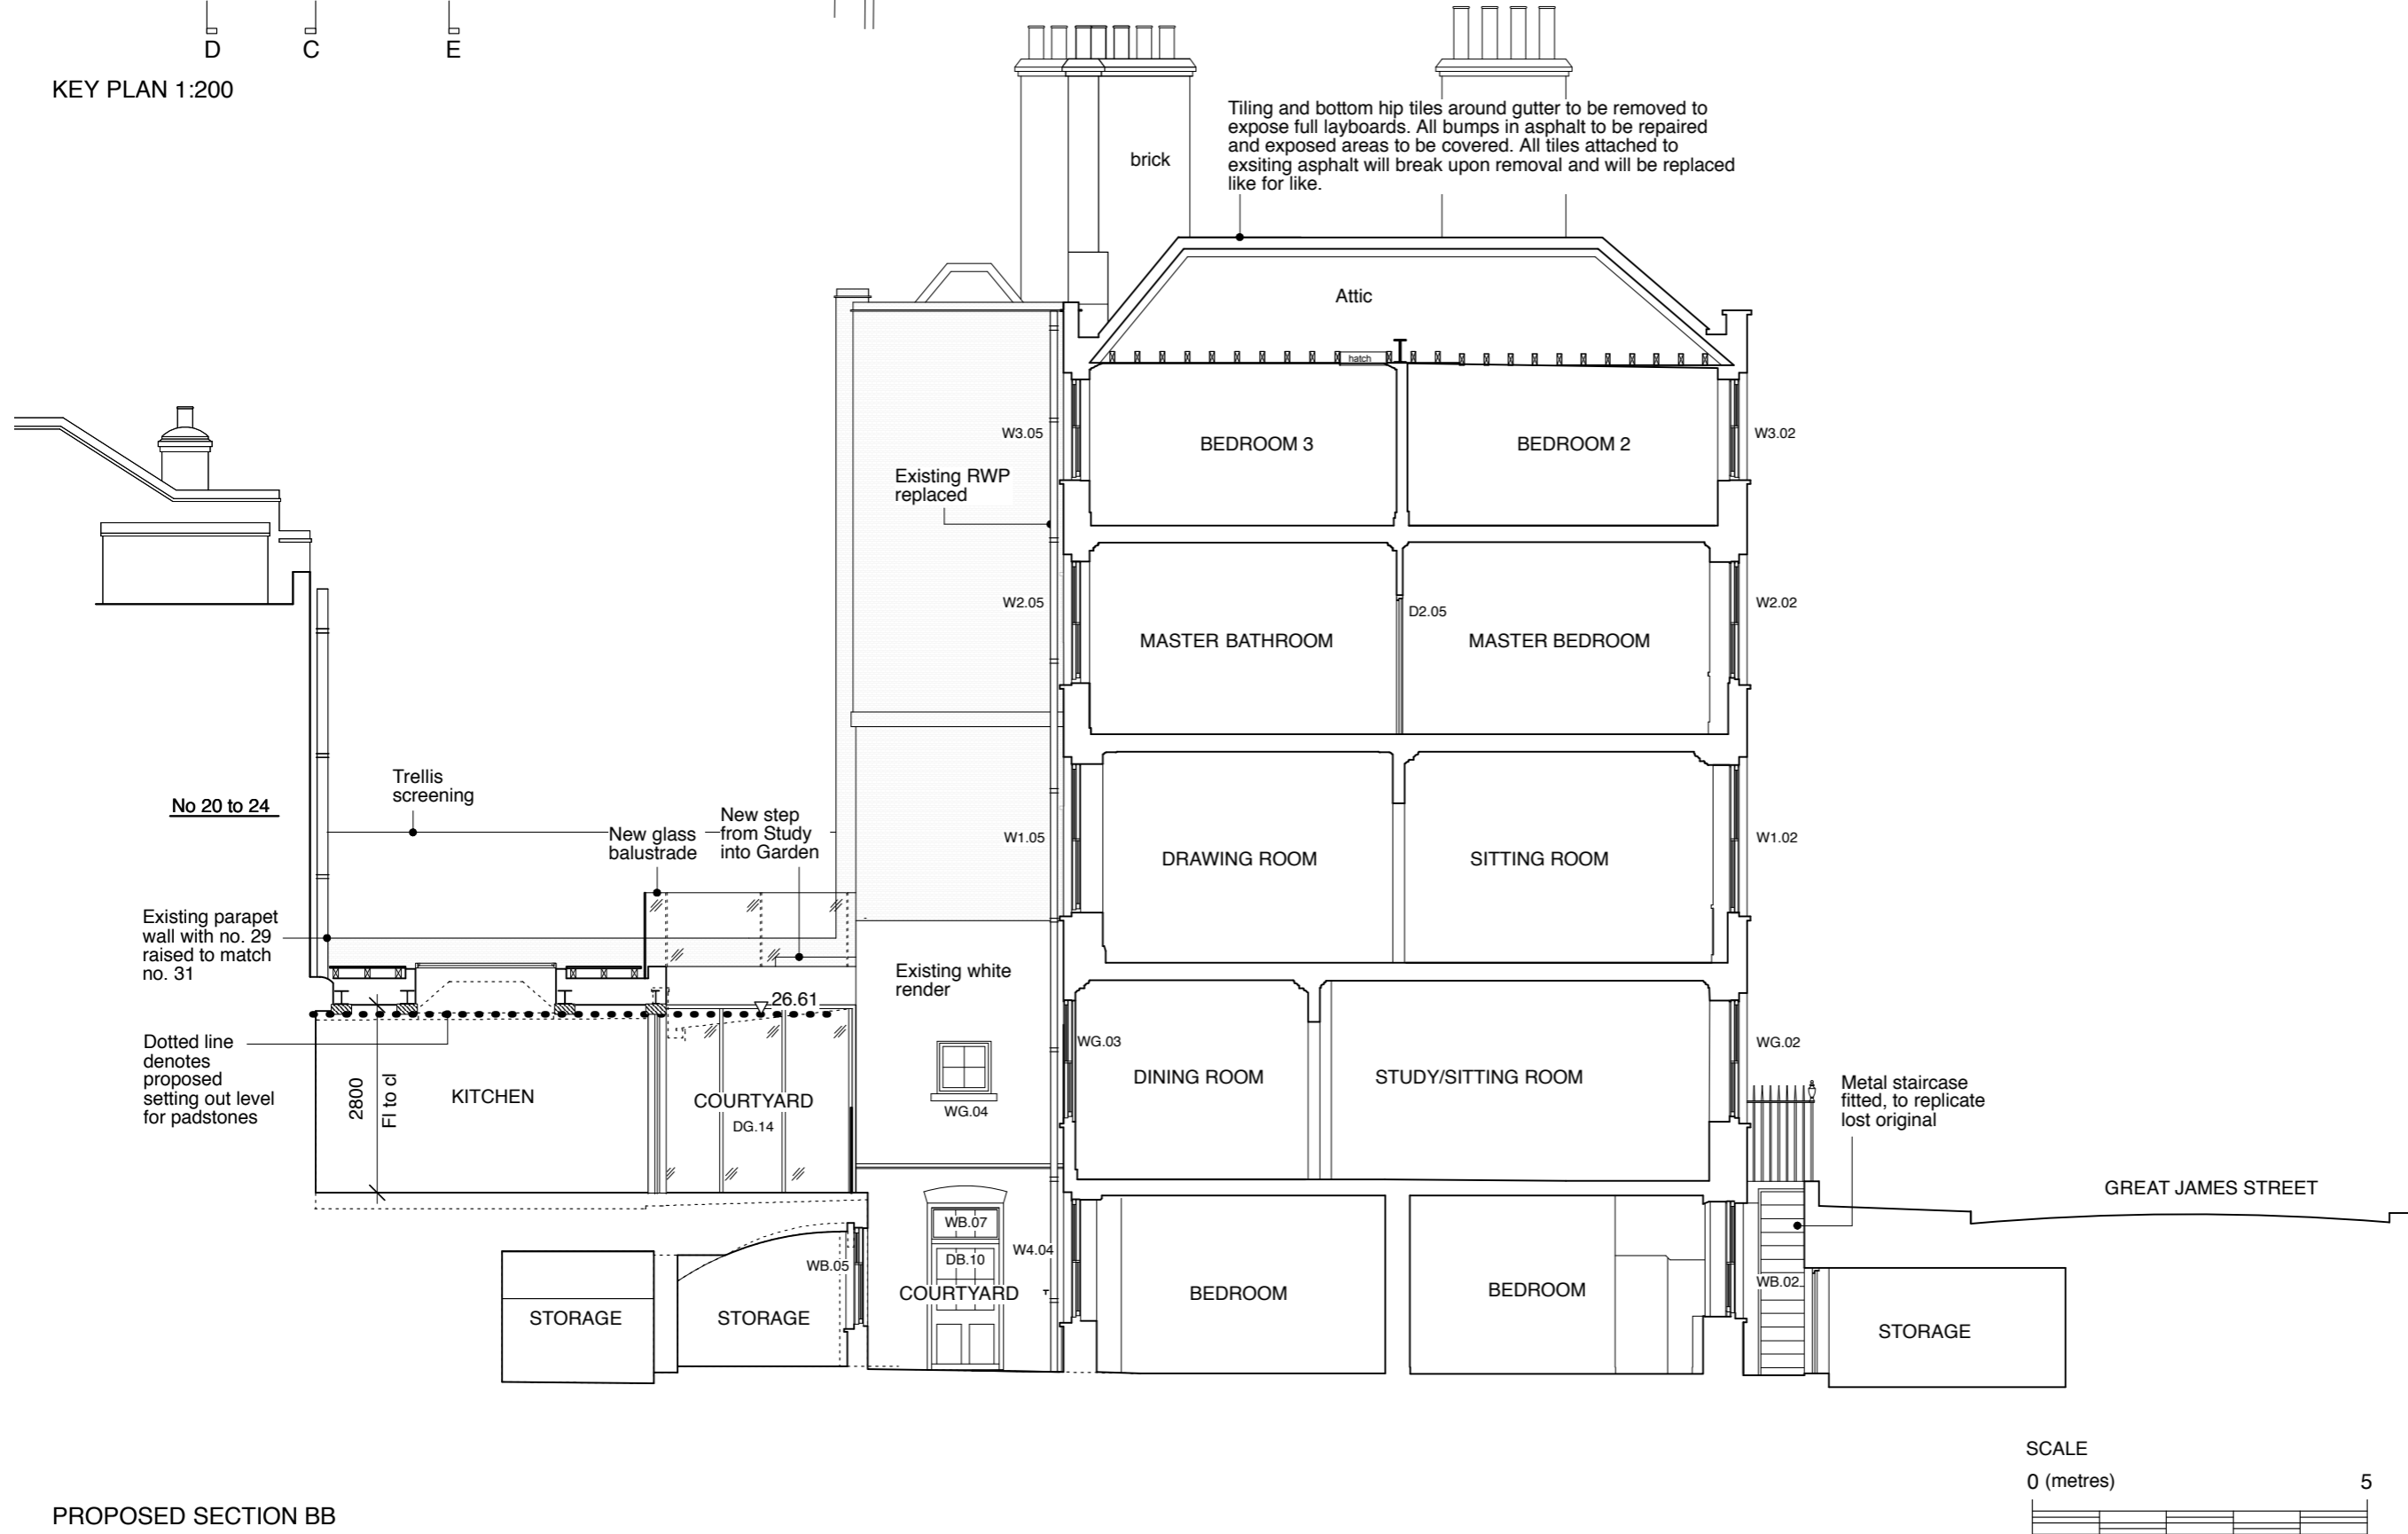 D
C
E
KEY PLAN 1:200
Tiling and bottom hip tiles around gutter to be removed to
expose full layboards. All bumps in asphalt to be repaired
and exposed areas to be covered. All tiles attached to
exsiting asphalt will break upon removal and will be replaced
like for like.
brick
Attic
hatch
W3.05
BEDROOM 3
BEDROOM 2
W3.02
Existing RWP
replaced
W2.05
MASTER BATHROOM
D2.05
MASTER BEDROOM
W2.02
Trellis
screening
No 20 to 24
New glass
balustrade
New step
from Study
into Garden
W1.05
DRAWING ROOM
SITTING ROOM
W1.02
Existing parapet
wall with no. 29
raised to match
no. 31
Existing white
render
26.61
Dotted line
denotes
proposed
setting out level
for padstones
2800
Fl to cl
KITCHEN
COURTYARD
DG.14
WG.04
WG.03
DINING ROOM
STUDY/SITTING ROOM
WG.02
Metal staircase
fitted, to replicate
lost original
GREAT JAMES STREET
WB.07
WB.05
DB.10
W4.04
COURTYARD
STORAGE
STORAGE
BEDROOM
BEDROOM
WB.02
STORAGE
SCALE
0 (metres) 5
PROPOSED SECTION BB